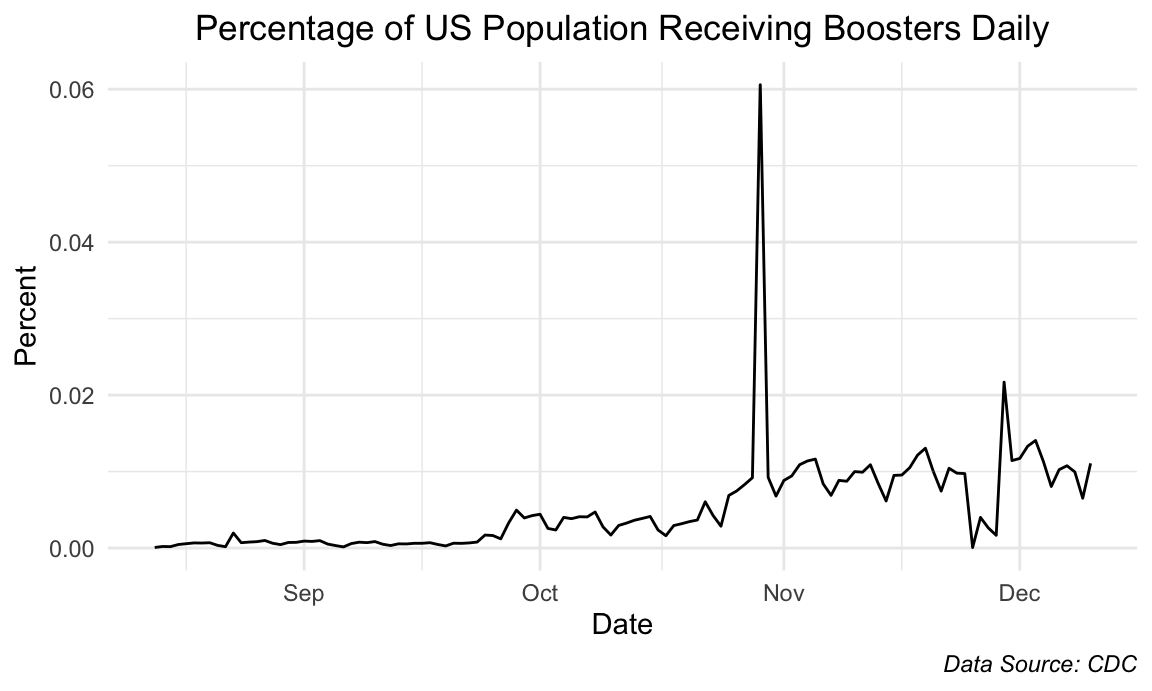 Percentage of US Population Receiving Boosters Daily
0.06
0.04
0.02
0.00
Percent
Sep Oct Nov Dec
Date
Data Source: CDC